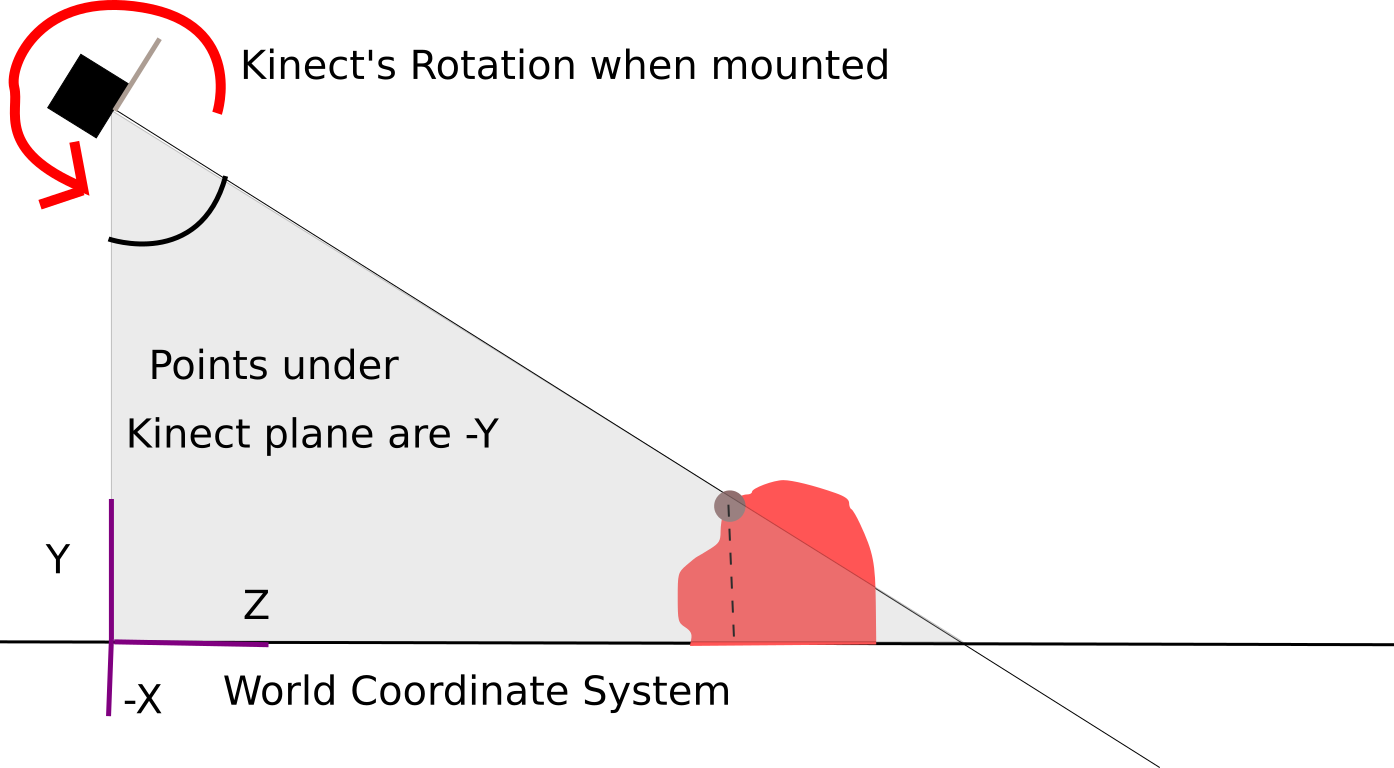 Kinect's Rotation when mounted
Points under
Kinect plane are -Y
Y
Z
-X
World Coordinate System